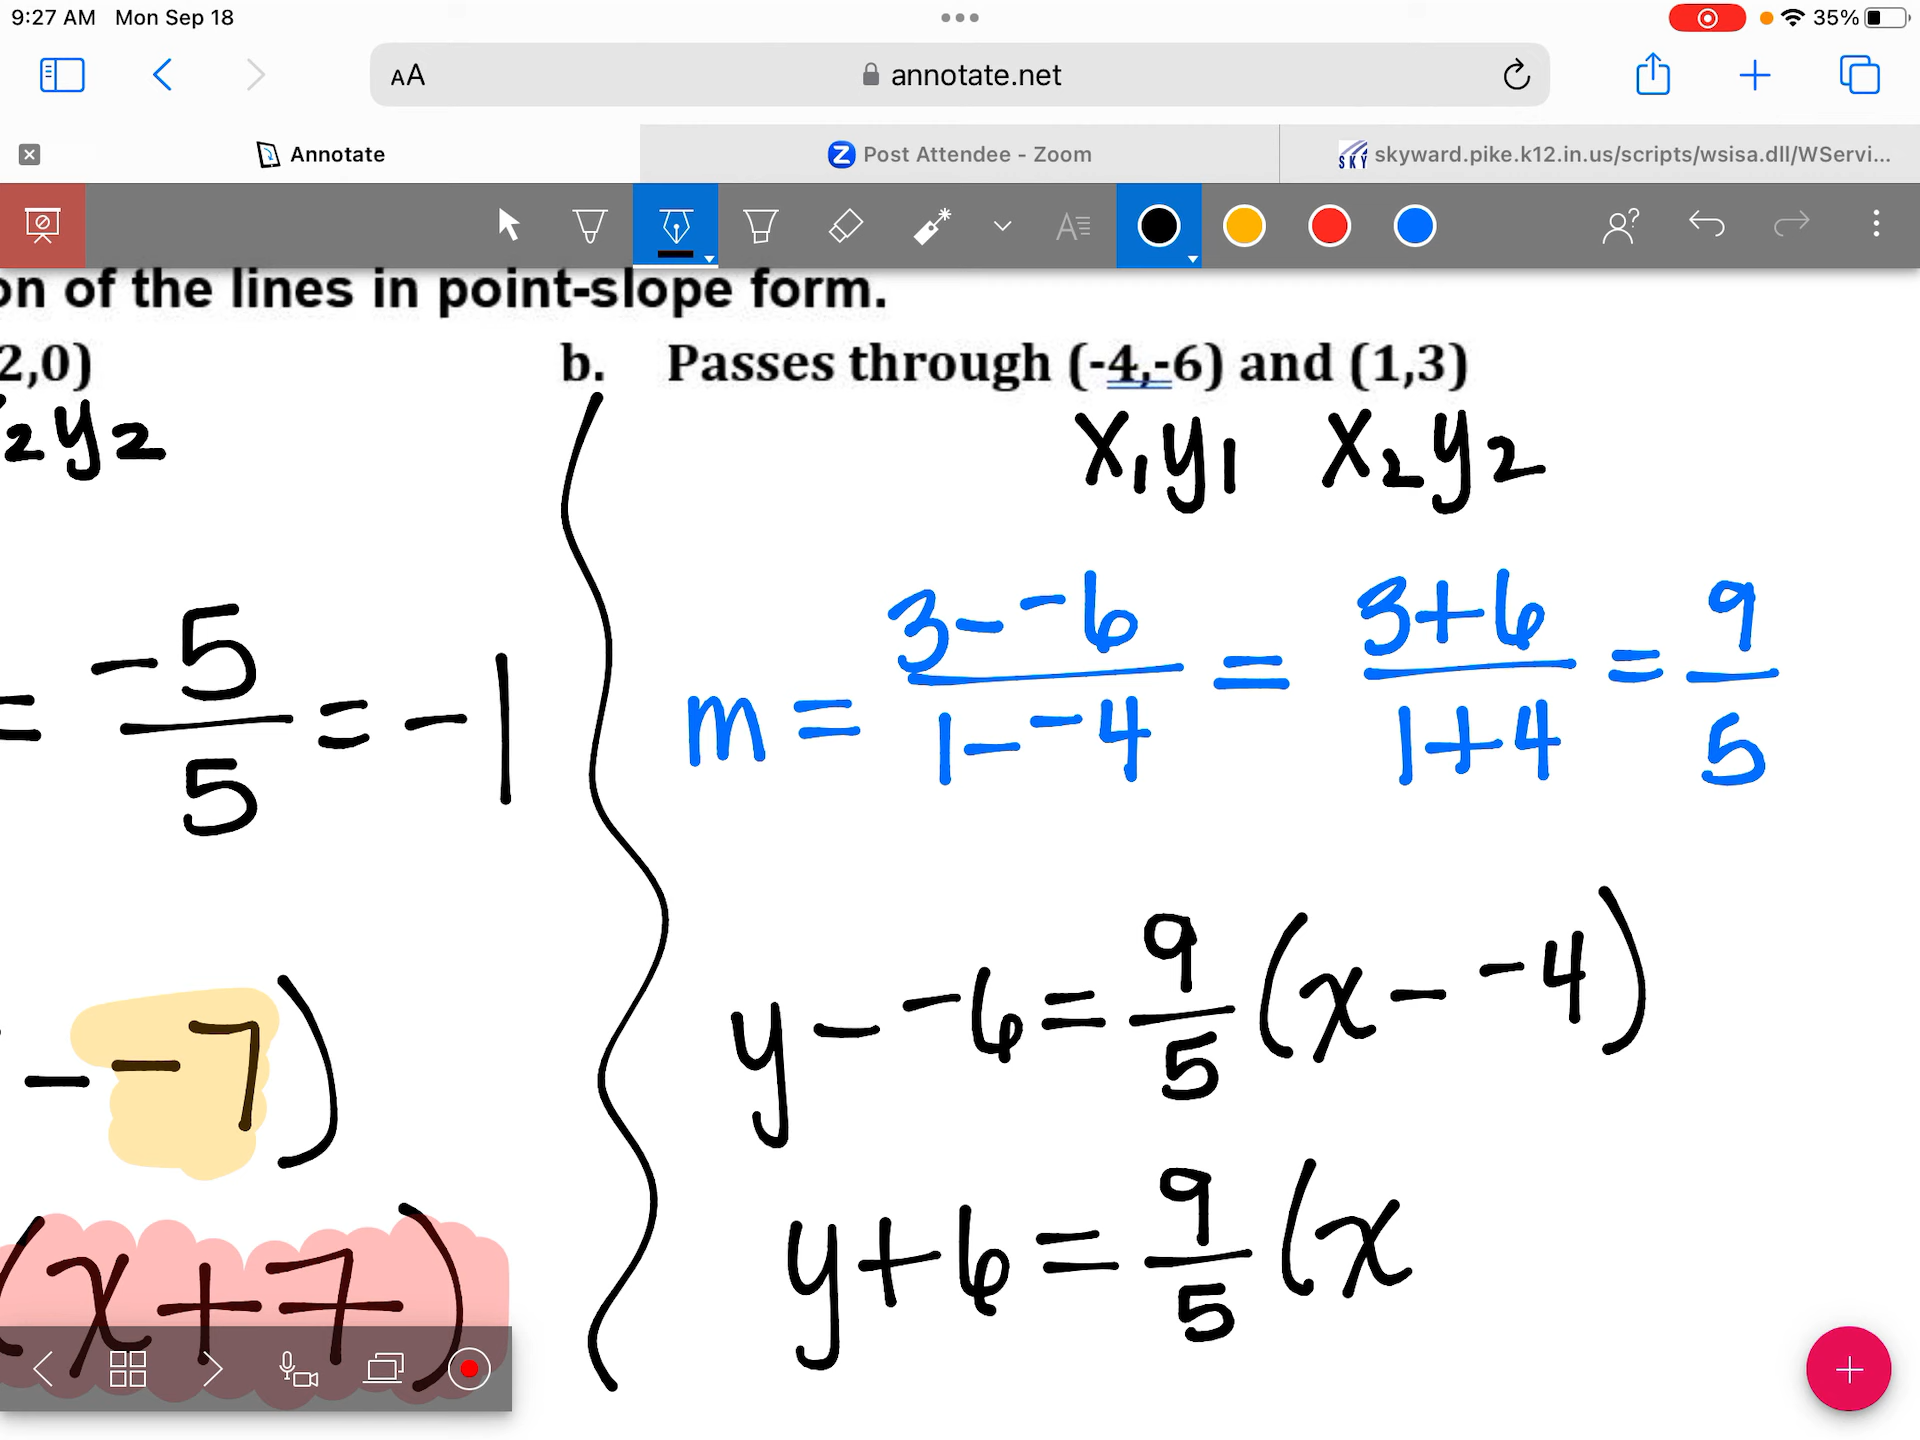 9:27 AM Mon Sep 18
35%
AA annotate.net
Annotate
Post Attendee - Zoom
SKY skyward.pike.k12.in.us/scripts/wsisa.dll/WServi...
on of the lines in point-slope form.
2,0)
2y2
= -5/5 = -1
- -7)
(x+7)
b. Passes through (-4,-6) and (1,3)
x1y1 x2y2
m = 3--6/1--4 = 3+6/1+4 = 9/5
y--6=9/5(x--4)
y+6=9/5(x